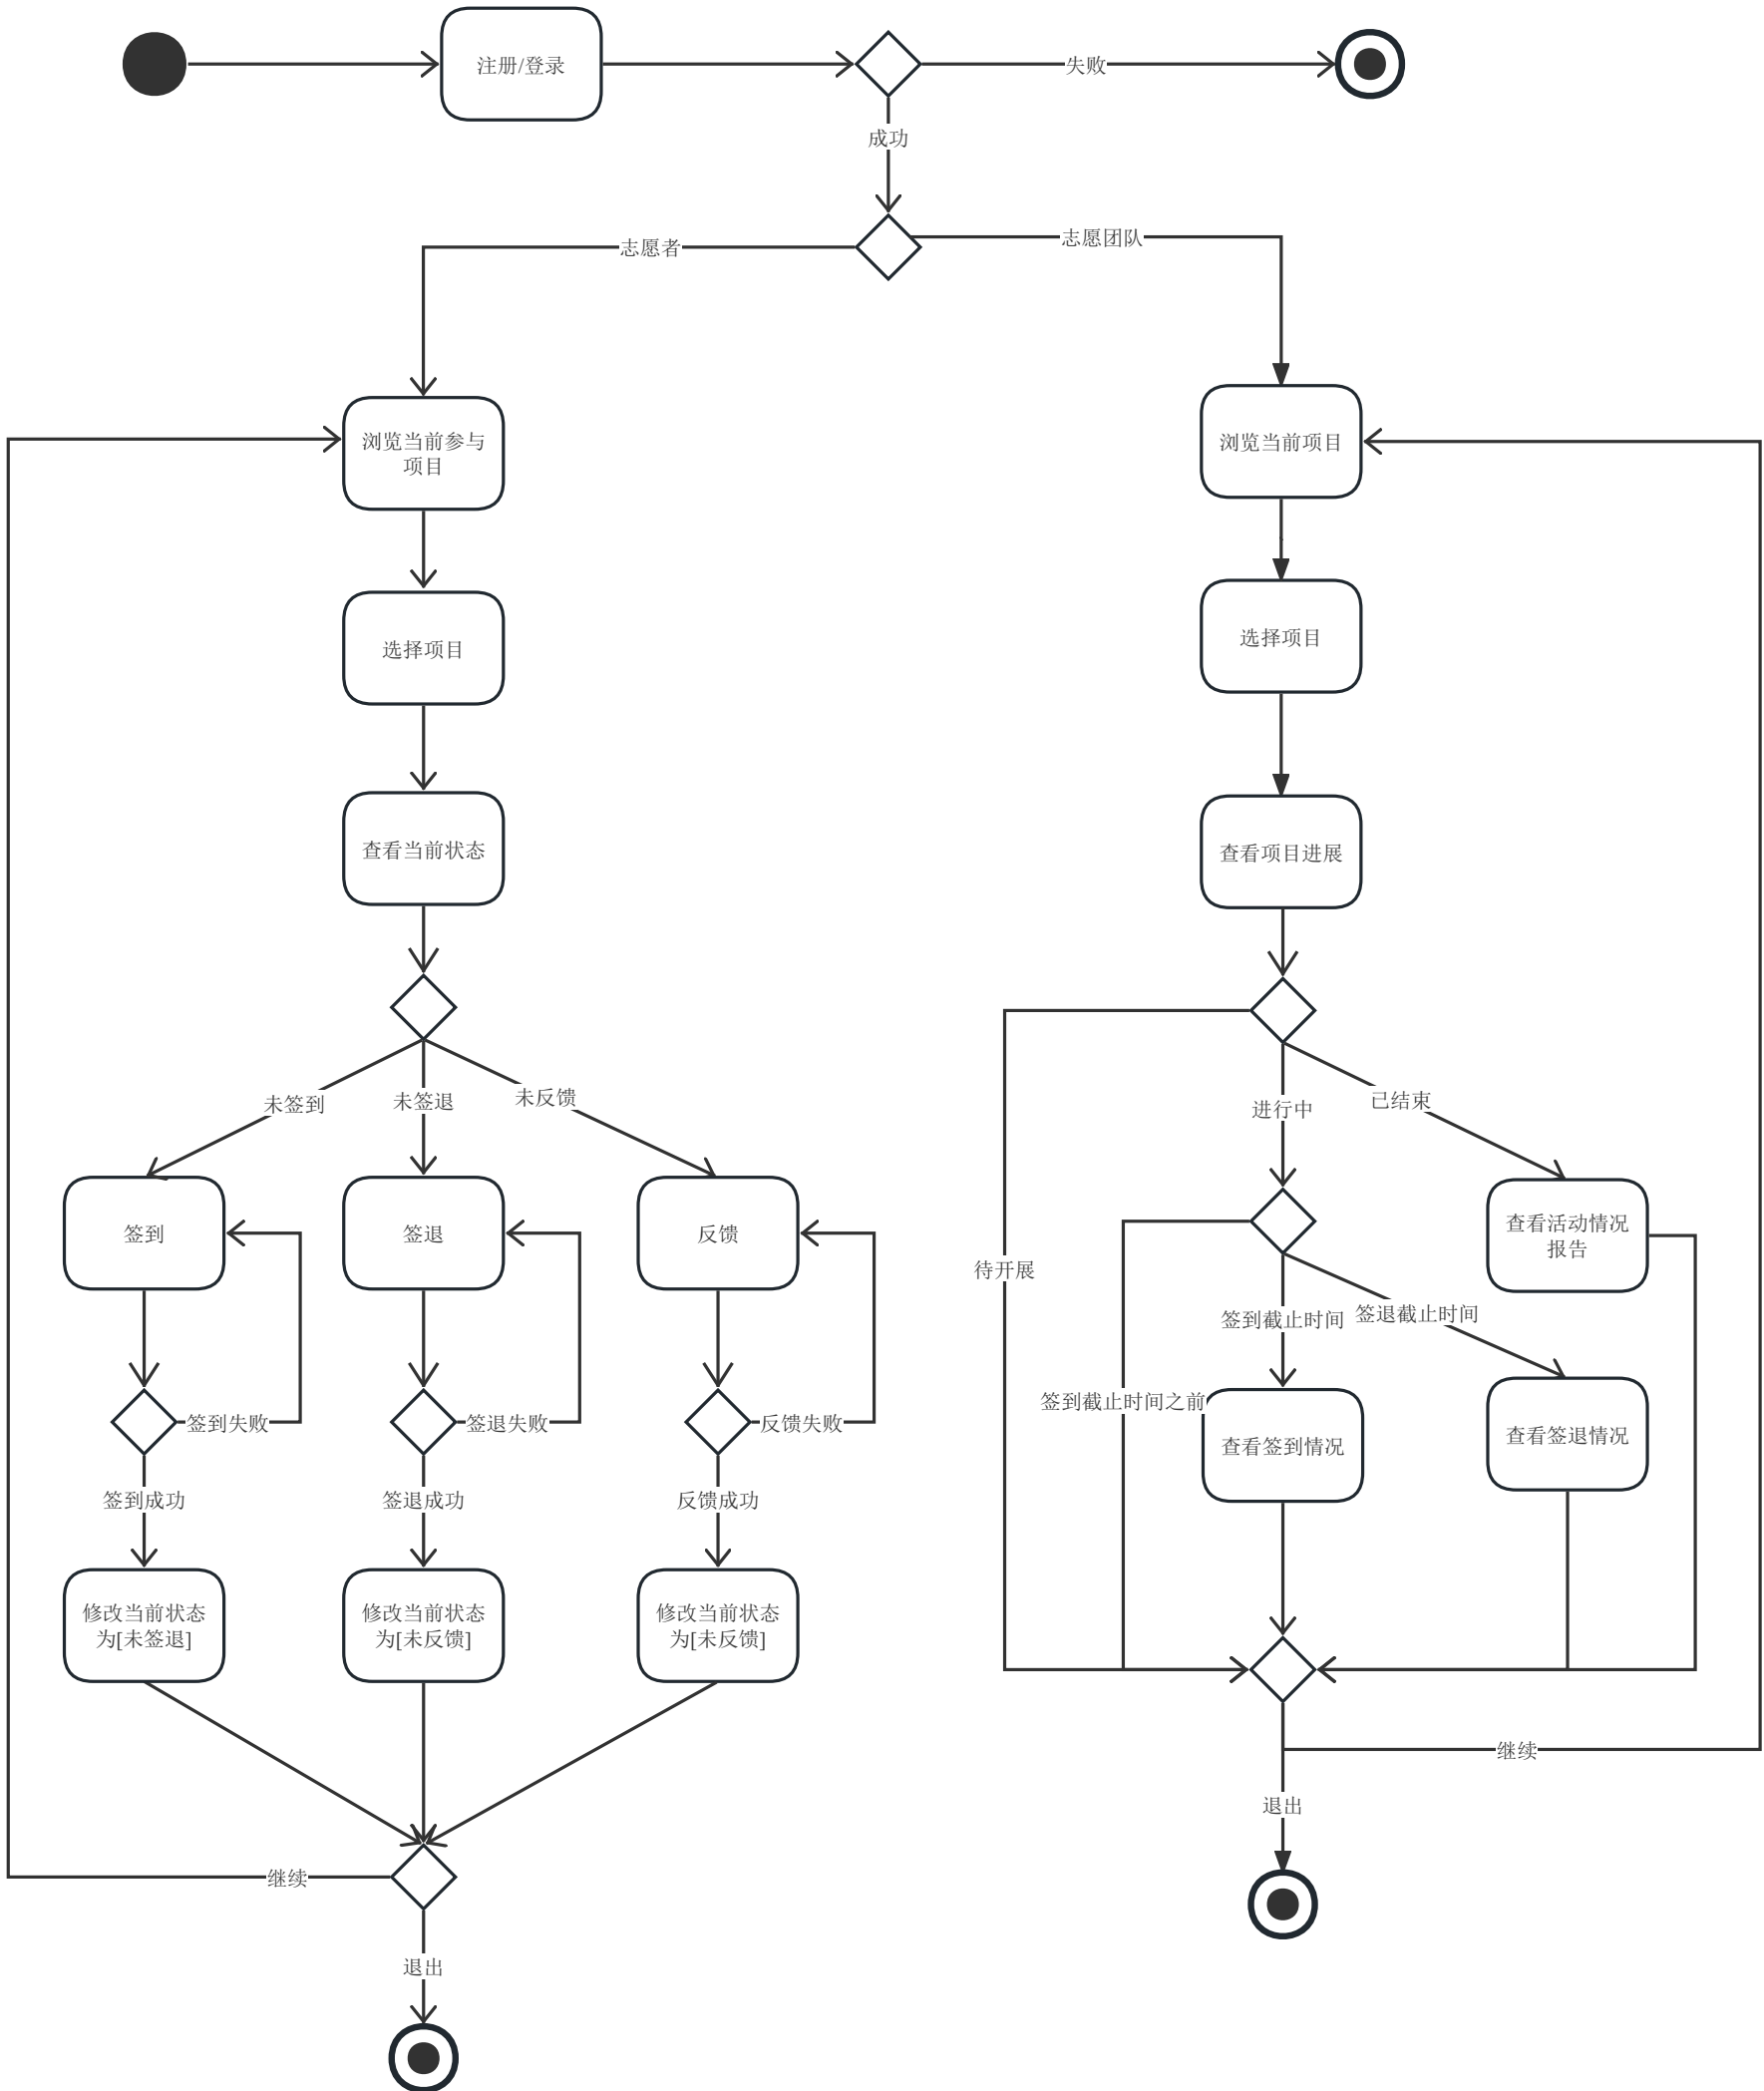 注册/登录
失败
成功
志愿者
志愿团队
浏览当前参与
项目
浏览当前项目
选择项目
选择项目
查看当前状态
查看项目进展
未签到
未签退
未反馈
进行中
已结束
签到
签退
反馈
查看活动情况
报告
待开展
签到截止时间
签退截止时间
签到截止时间之前
签到失败
签退失败
反馈失败
查看签到情况
查看签退情况
签到成功
签退成功
反馈成功
修改当前状态
为[未签退]
修改当前状态
为[未反馈]
修改当前状态
为[未反馈]
继续
退出
继续
退出